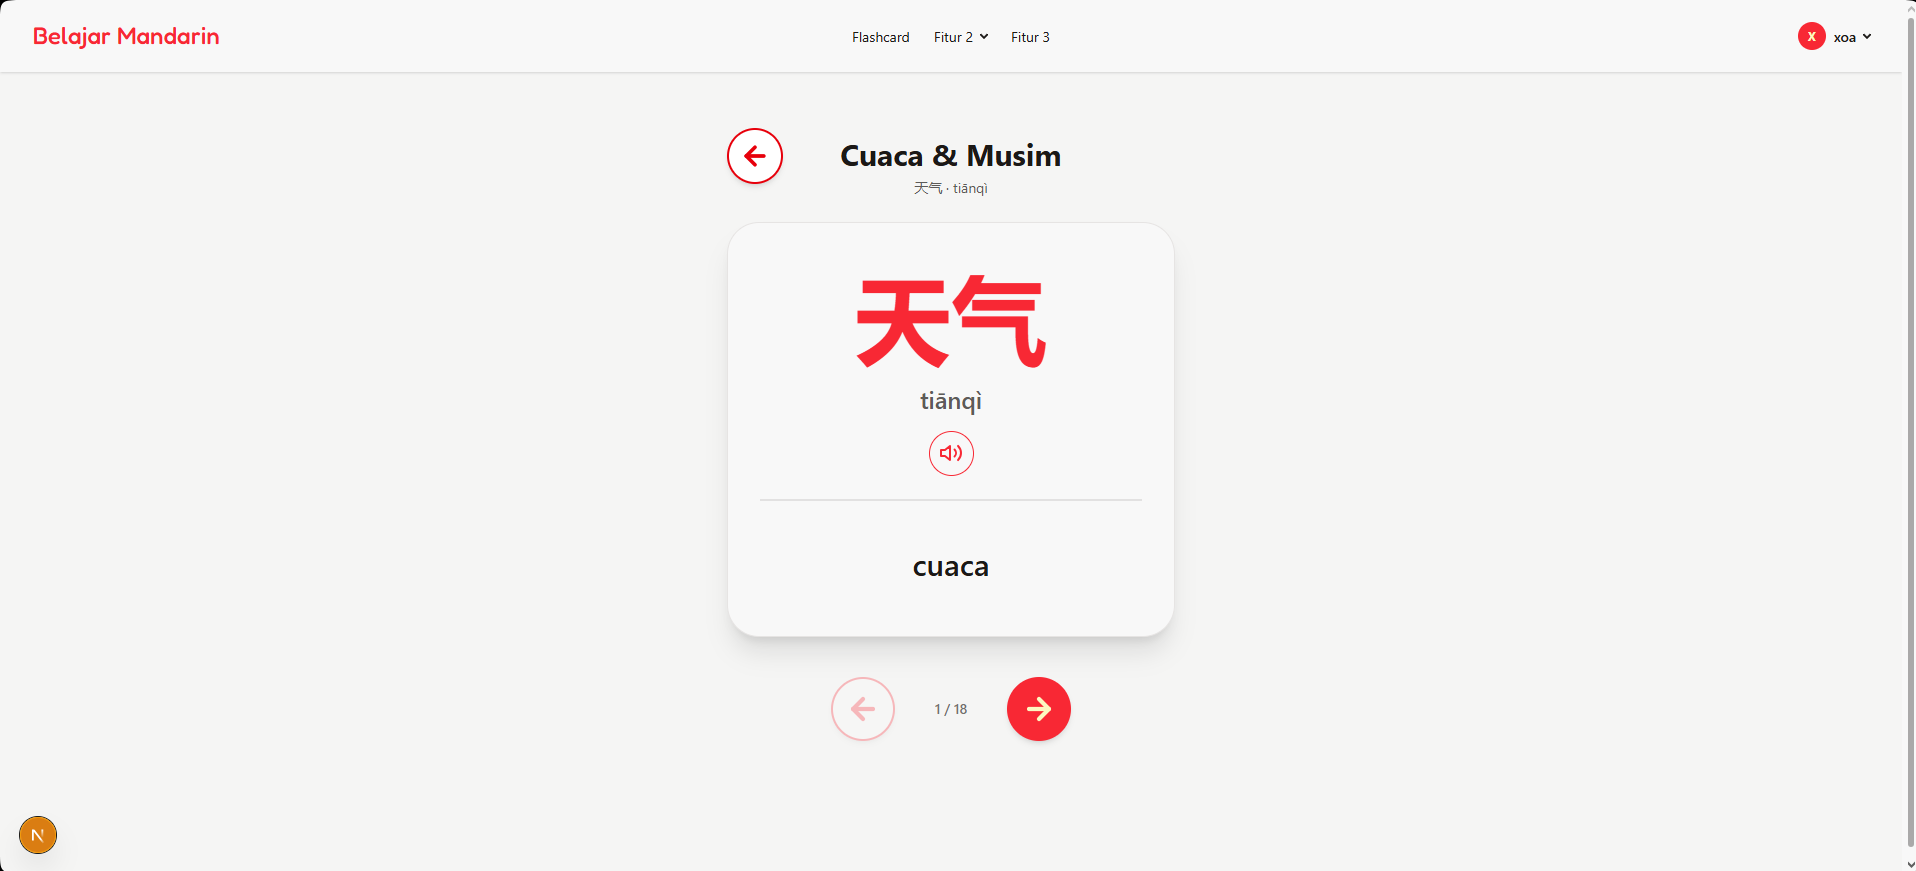 Belajar Mandarin
Flashcard
Fitur 2
Fitur 3
X
xoa
Cuaca & Musim
天气 · tiānqì
天气
tiānqì
cuaca
1 / 18
N